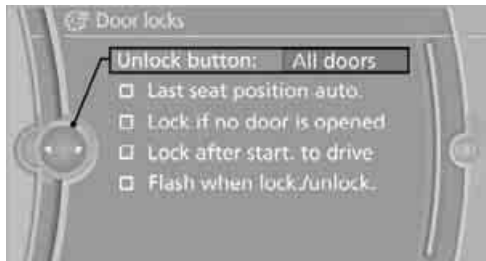 Door locks
Unlock button: All doors
Last seat position auto.
Lock if no door is opened
Lock after start. to drive
Flash when lock./unlock.